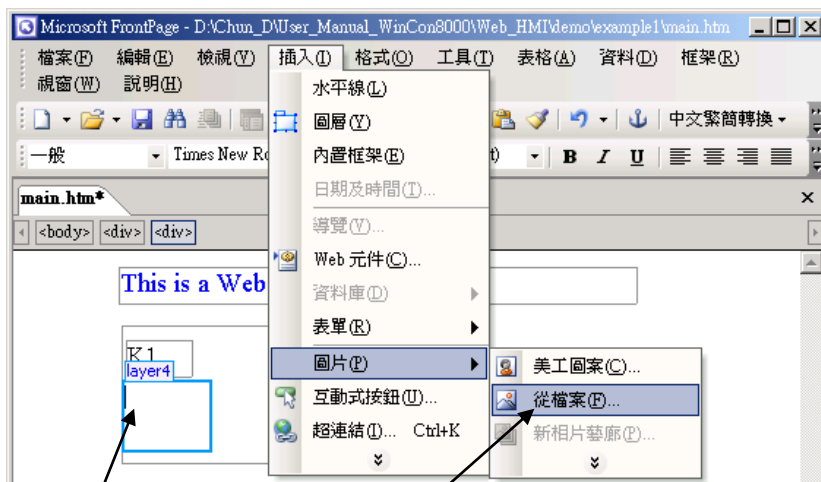 Microsoft FrontPage - D:\Chun_D\User_Manual_WinCon8000\Web_HMI\demo\example1\main.htm
檔案(F) 編輯(E) 檢視(V) 插入(I) 格式(O) 工具(T) 表格(A) 資料(D) 框架(R)
視窗(W) 說明(H)
中文繁簡轉換
一般 Times New Ro t) B I U
main.htm*
<body> <div> <div>
This is a Web
K1
layer4
水平線(L)
圖層(Y)
內置框架(E)
日期及時間(T)...
導覽(V)...
Web 元件(C)...
資料庫(D)
表單(R)
圖片(P)
互動式按鈕(U)...
超連結(I)... Ctrl+K
美工圖案(C)...
從檔案(F)...
新相片藝廊(P)...